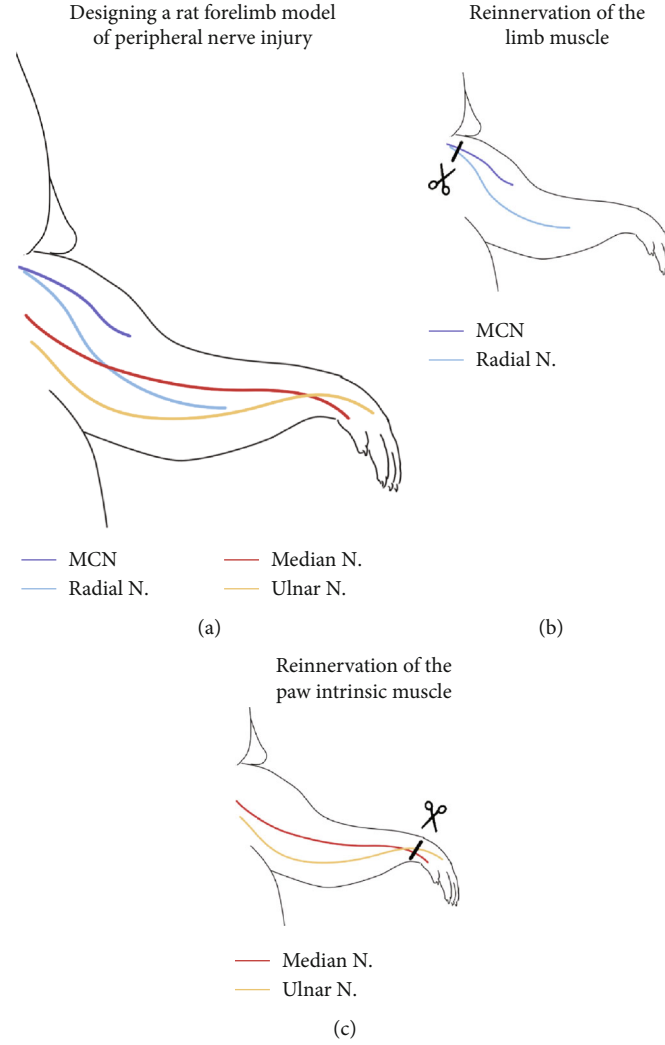 Designing a rat forelimb model
of peripheral nerve injury
MCN
Radial N.
Median N.
Ulnar N.
(a)
Reinnervation of the
limb muscle
MCN
Radial N.
(b)
Reinnervation of the
paw intrinsic muscle
Median N.
Ulnar N.
(c)